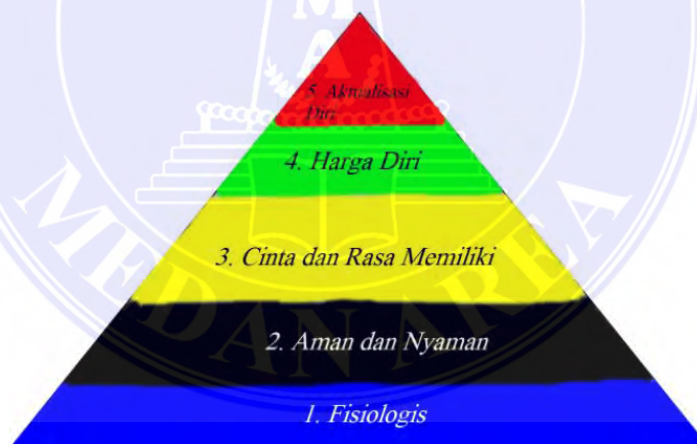 M
A
5. Aktualisasi
Diri
4. Harga Diri
3. Cinta dan Rasa Memiliki
2. Aman dan Nyaman
1. Fisiologis
MEDAN AREA